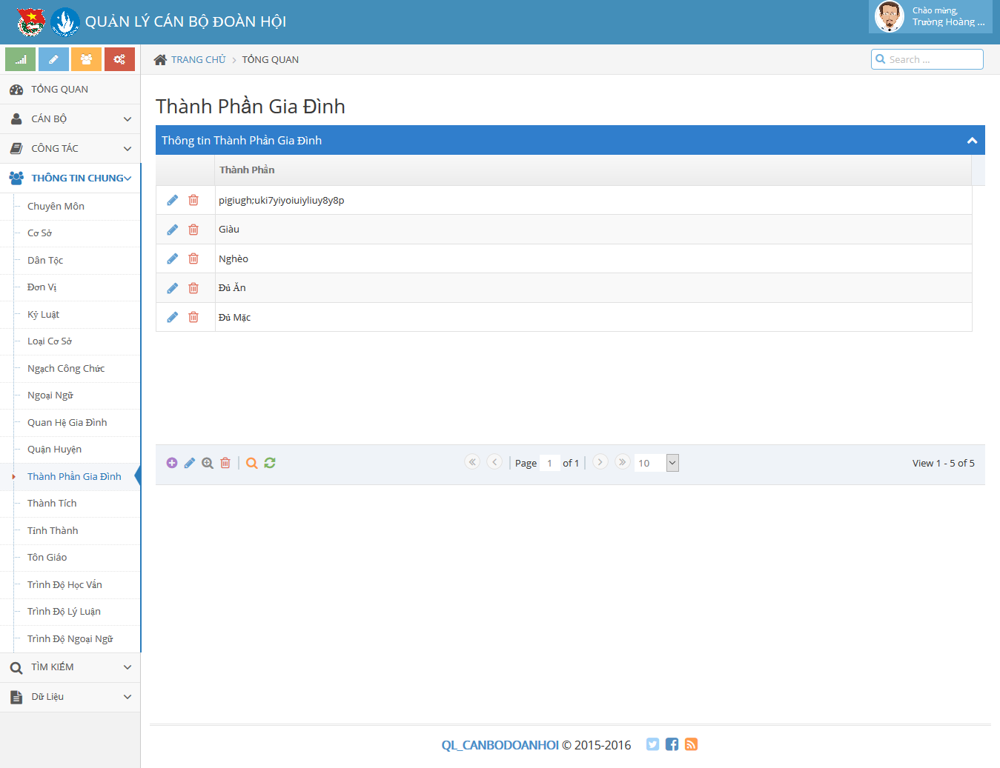 QUẢN LÝ CÁN BỘ ĐOÀN HỘI
Chào mừng,
Trường Hoàng ...
TRANG CHỦ
TỔNG QUAN
Search ...
TỔNG QUAN
CÁN BỘ
CÔNG TÁC
THÔNG TIN CHUNG
Chuyên Môn
Cơ Sở
Dân Tộc
Đơn Vị
Kỷ Luật
Loại Cơ Sở
Ngạch Công Chức
Ngoại Ngữ
Quan Hệ Gia Đình
Quận Huyện
Thành Phần Gia Đình
Thành Tích
Tỉnh Thành
Tôn Giáo
Trình Độ Học Vấn
Trình Độ Lý Luận
Trình Độ Ngoại Ngữ
TÌM KIẾM
Dữ Liệu
Thành Phần Gia Đình
Thông tin Thành Phần Gia Đình
Thành Phần
pigiugh;uki7yiyoiuiyliuy8y8p
Giàu
Nghèo
Đủ Ăn
Đủ Mặc
Page 1 of 1
10
View 1 - 5 of 5
QL_CANBODOANHOI © 2015-2016